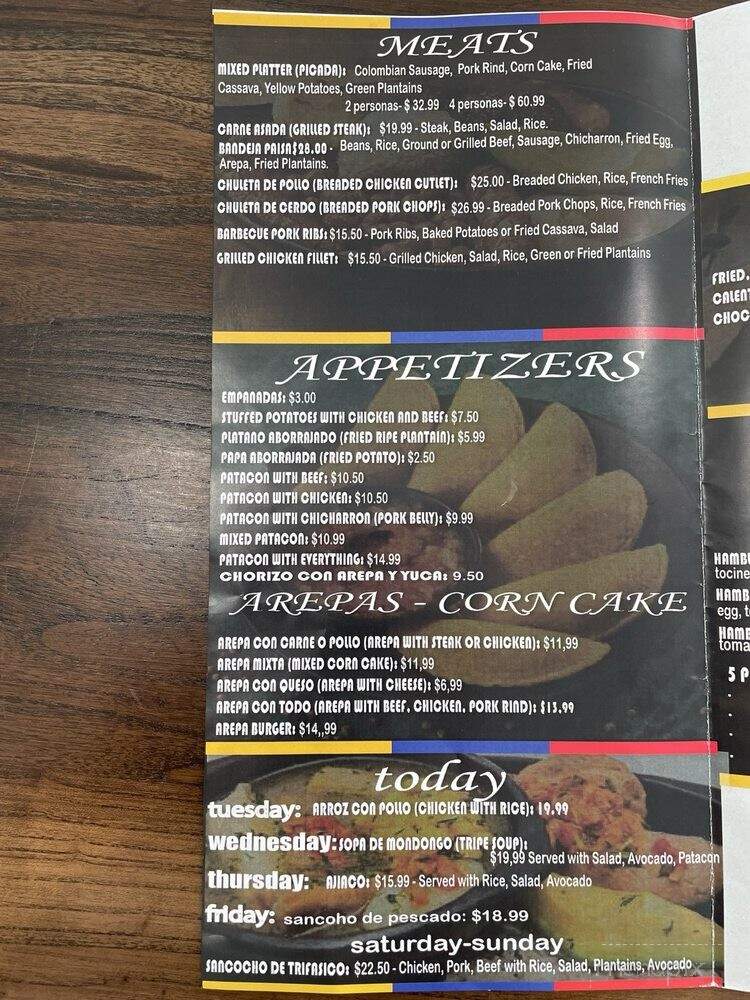 MEATS
MIXED PLATTER (PICADA): Colombian Sausage, Pork Rind, Corn Cake, Fried
Cassava, Yellow Potatoes, Green Plantains
2 personas- $ 32.99 4 personas- $ 60.99
CARNE ASADA (GRILLED STEAK): $19.99 - Steak, Beans, Salad, Rice.
BANDEJA PAISA$28.00 - Beans, Rice, Ground or Grilled Beef, Sausage, Chicharron, Fried Egg,
Arepa, Fried Plantains.
CHULETA DE POLLO (BREADED CHICKEN CUTLET): $25.00 - Breaded Chicken, Rice, French Fries
CHULETA DE CERDO (BREADED PORK CHOPS): $26.99 - Breaded Pork Chops, Rice, French Fries
BARBECUE PORK RIBS: $15.50 - Pork Ribs, Baked Potatoes or Fried Cassava, Salad
GRILLED CHICKEN FILLET: $15.50 - Grilled Chicken, Salad, Rice, Green or Fried Plantains
APPETIZERS
EMPANADAS: $3.00
STUFFED POTATOES WITH CHICKEN AND BEEF: $7.50
PLATANO ABORRAJADO (FRIED RIPE PLANTAIN): $5.99
PAPA ABORRAJADA (FRIED POTATO): $2.50
PATACON WITH BEEF: $10.50
PATACON WITH CHICKEN: $10.50
PATACON WITH CHICHARRON (PORK BELLY): $9.99
MIXED PATACON: $10.99
PATACON WITH EVERYTHING: $14.99
CHORIZO CON AREPA Y YUCA: 9.50
AREPAS - CORN CAKE
AREPA CON CARNE O POLLO (AREPA WITH STEAK OR CHICKEN): $11,99
AREPA MIXTA (MIXED CORN CAKE): $11,99
AREPA CON QUESO (AREPA WITH CHEESE): $6,99
AREPA CON TODO (AREPA WITH BEEF, CHICKEN, PORK RIND): $13,99
AREPA BURGER: $14,,99
today
tuesday: ARROZ CON POLLO (CHICKEN WITH RICE): 19.99
wednesday: SOPA DE MONDONGO (TRIPE SOUP):
$19,99 Served with Salad, Avocado, Patacon
thursday: AJIACO: $15.99 - Served with Rice, Salad, Avocado
friday: sancoho de pescado: $18.99
saturday-sunday
SANCOCHO DE TRIFASICO: $22.50 - Chicken, Pork, Beef with Rice, Salad, Plantains, Avocado
FRIED.
CALEN
CHOC
HAMBU
tocine
HAMB
egg, t
HAMB
toma
5 P